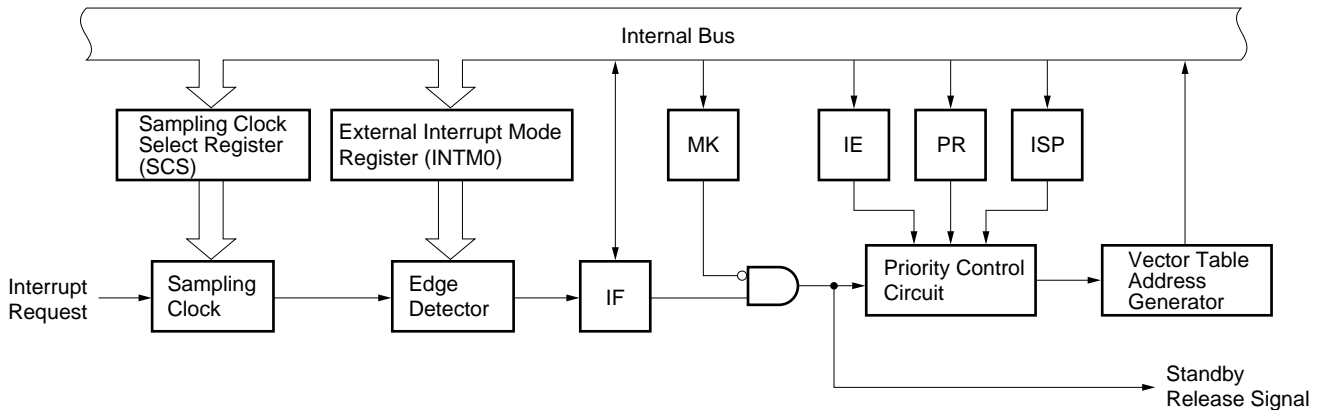 Internal Bus
Sampling Clock
Select Register
(SCS)
External Interrupt Mode
Register (INTM0)
MK
IE
PR
ISP
Interrupt
Request
Sampling
Clock
Edge
Detector
IF
Priority Control
Circuit
Vector Table
Address
Generator
Standby
Release Signal